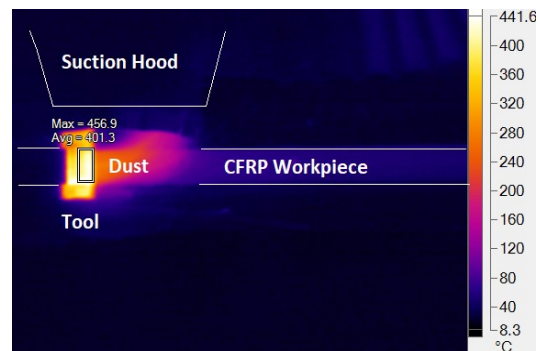 Suction Hood
Max = 456.9
Avg = 401.3
Dust
CFRP Workpiece
Tool
441.6
400
360
320
280
240
200
160
120
80
40
8.3
°C